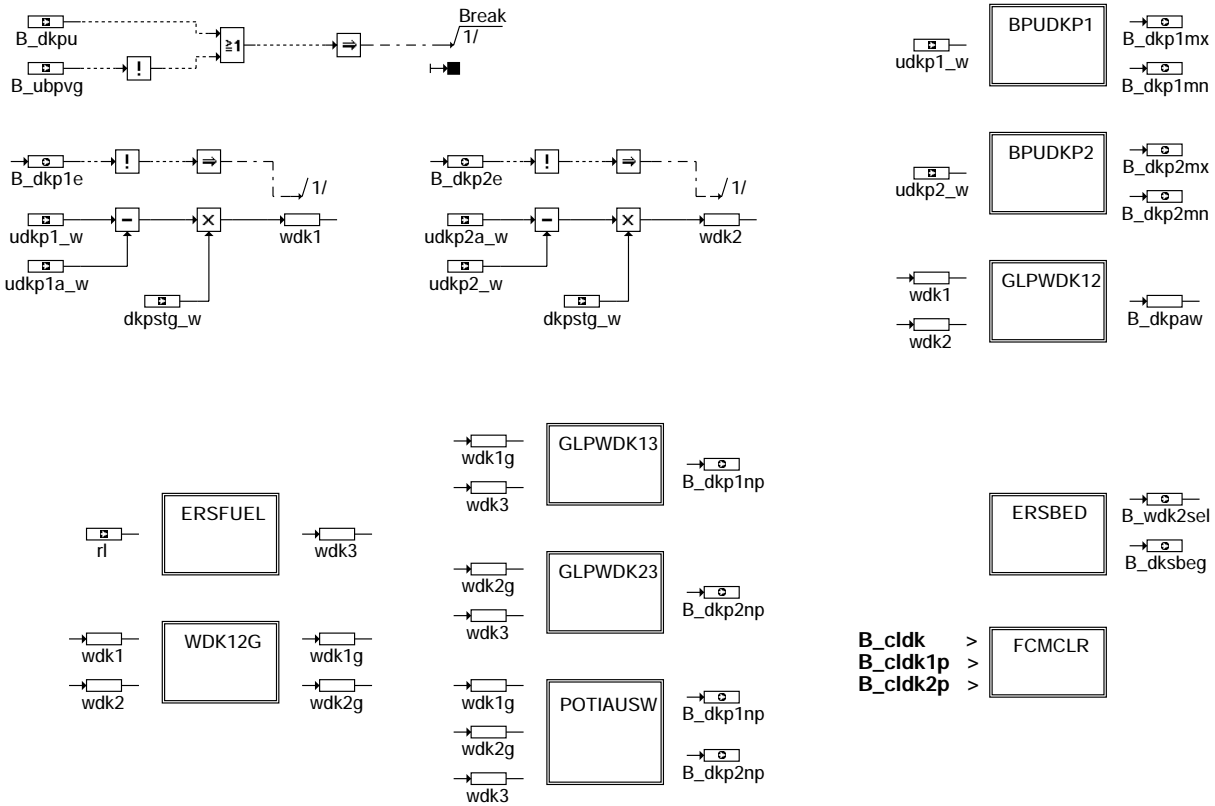 Break
B_dkpu
≧1
1/
⇒
B_ubpvg
!
BPUDKP1
udkp1_w
B_dkp1mx
B_dkp1mn
B_dkp1e
!
⇒
1/
udkp1_w
−
×
wdk1
udkp1a_w
dkpstg_w
B_dkp2e
!
⇒
1/
udkp2a_w
−
×
wdk2
udkp2_w
dkpstg_w
BPUDKP2
udkp2_w
B_dkp2mx
B_dkp2mn
GLPWDK12
wdk1
wdk2
B_dkpaw
GLPWDK13
wdk1g
wdk3
B_dkp1np
ERSFUEL
rl
wdk3
GLPWDK23
wdk2g
wdk3
B_dkp2np
ERSBED
B_wdk2sel
B_dksbeg
WDK12G
wdk1
wdk2
wdk1g
wdk2g
POTIAUSW
wdk1g
wdk2g
wdk3
B_dkp1np
B_dkp2np
B_cldk >
B_cldk1p >
B_cldk2p >
FCMCLR